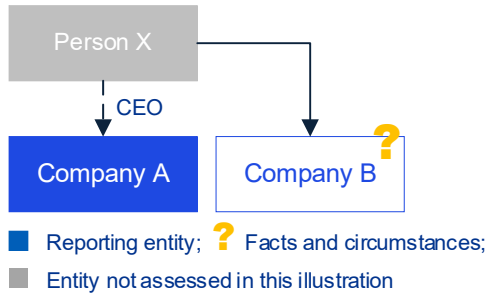 Person X
CEO
?
Company A
Company B
Reporting entity; ? Facts and circumstances;
Entity not assessed in this illustration